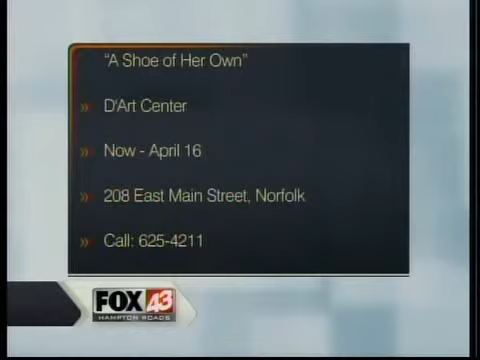 "A Shoe of Her Own"
» D'Art Center
» Now - April 16
» 208 East Main Street, Norfolk
» Call: 625-4211
FOX 43
HAMPTON ROADS